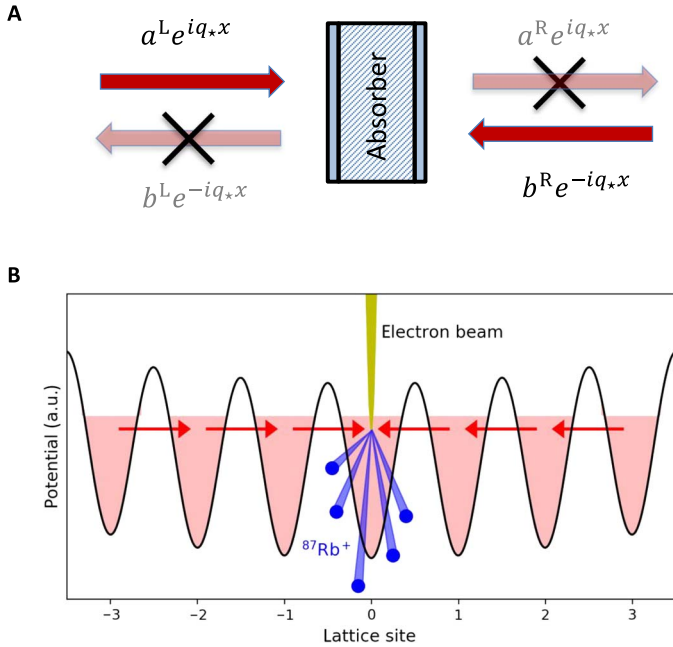 A
a^L e^{iq⋆x}
a^R e^{iq⋆x}
Absorber
b^L e^{-iq⋆x}
b^R e^{-iq⋆x}
B
Electron beam
Potential (a.u.)
⁸⁷Rb⁺
−3 −2 −1 0 1 2 3
Lattice site